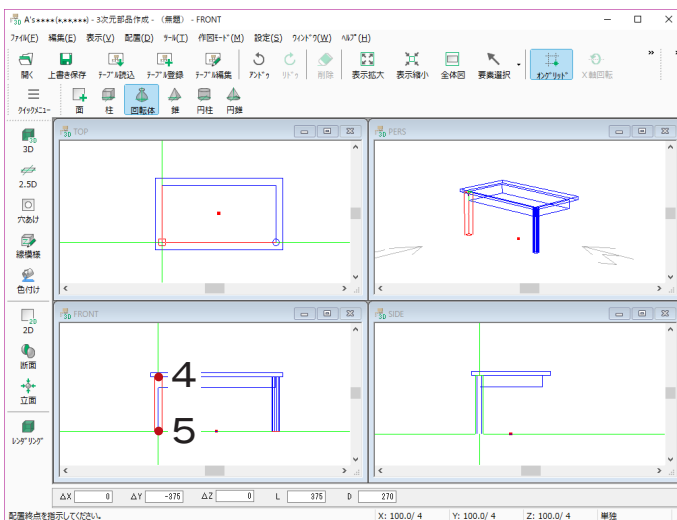 A's****(*,**,***) - 3次元部品作成 - （無題） - FRONT
ﾌｧｲﾙ(F) 編集(E) 表示(V) 配置(D) ﾂｰﾙ(T) 作図ﾓｰﾄﾞ(M) 設定(S) ｳｨﾝﾄﾞｳ(W) ﾍﾙﾌﾟ(H)
開く 上書き保存 ﾃｰﾌﾞﾙ読込 ﾃｰﾌﾞﾙ登録 ﾃｰﾌﾞﾙ編集 ｱﾝﾄﾞｩ ﾘﾄﾞｩ 削除 表示拡大 表示縮小 全体図 要素選択 ｵﾝｸﾞﾘｯﾄﾞ X軸回転 »
ｸｲｯｸﾒﾆｭｰ 面 柱 回転体 錐 円柱 円錐
3D
2.5D
穴あけ
線模様
色付け
2D
断面
立面
ﾚﾝﾀﾞﾘﾝｸﾞ
TOP
PERS
FRONT
4
5
SIDE
ΔX 0 ΔY -375 ΔZ 0 L 375 D 270
配置終点を指示してください。 X: 100.0/ 4 Y: 100.0/ 4 Z: 100.0/ 4 単独